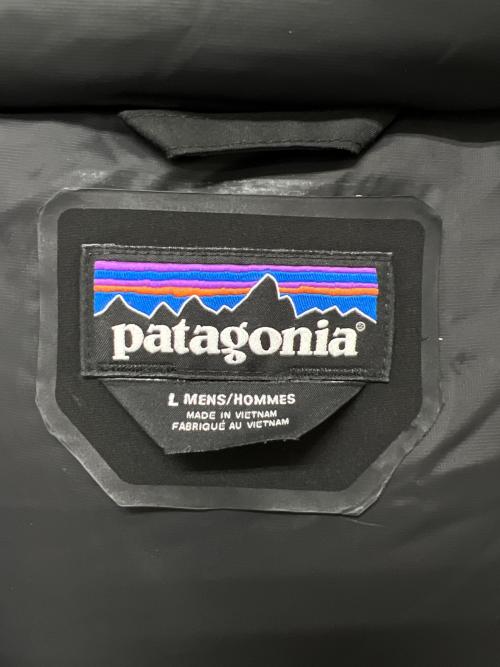 patagonia®
L MENS/HOMMES
MADE IN VIETNAM
FABRIQUÉ AU VIETNAM